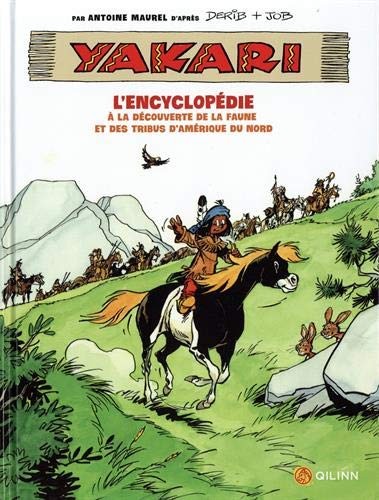 PAR ANTOINE MAUREL D'APRÈS DERIB + JOB
YAKARI
L'ENCYCLOPÉDIE
À LA DÉCOUVERTE DE LA FAUNE
ET DES TRIBUS D'AMÉRIQUE DU NORD
QILINN